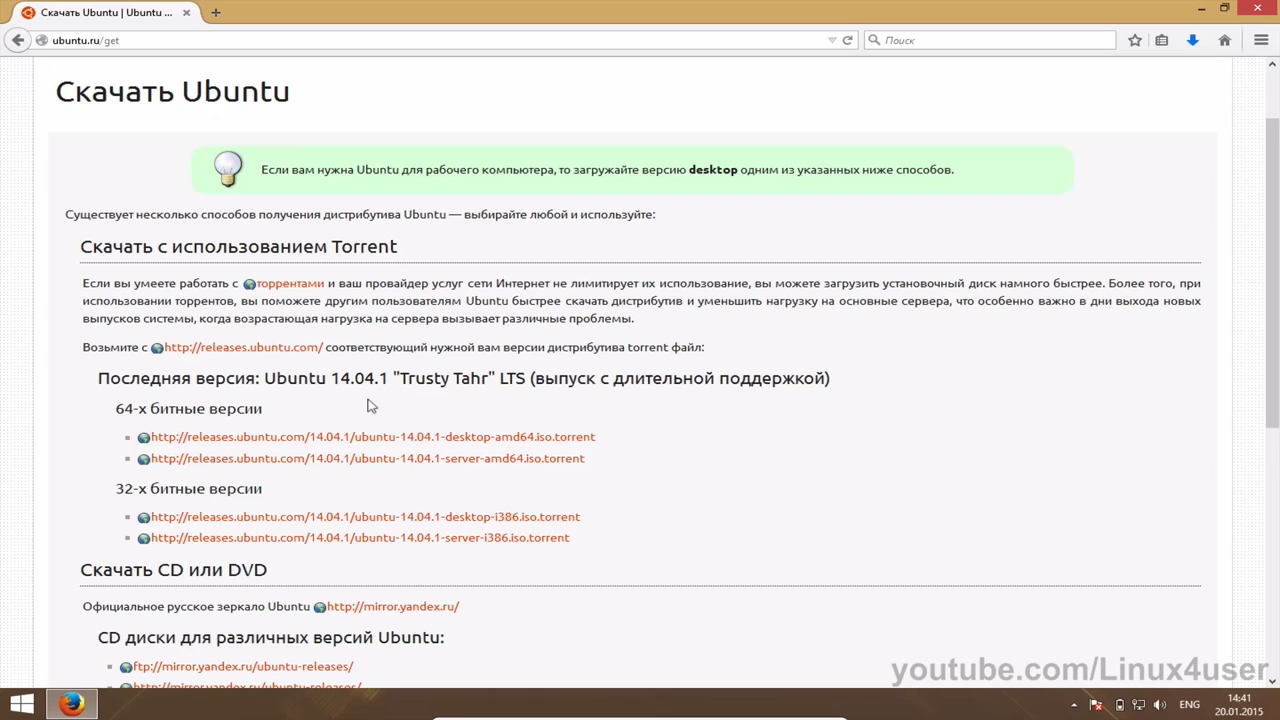 Скачать Ubuntu | Ubuntu ...
ubuntu.ru/get
Поиск
Скачать Ubuntu
Если вам нужна Ubuntu для рабочего компьютера, то загружайте версию desktop одним из указанных ниже способов.
Существует несколько способов получения дистрибутива Ubuntu — выбирайте любой и используйте:
Скачать с использованием Torrent
Если вы умеете работать с торрентами и ваш провайдер услуг сети Интернет не лимитирует их использование, вы можете загрузить установочный диск намного быстрее. Более того, при
использовании торрентов, вы поможете другим пользователям Ubuntu быстрее скачать дистрибутив и уменьшить нагрузку на основные сервера, что особенно важно в дни выхода новых
выпусков системы, когда возрастающая нагрузка на сервера вызывает различные проблемы.
Возьмите с http://releases.ubuntu.com/ соответствующий нужной вам версии дистрибутива torrent файл:
Последняя версия: Ubuntu 14.04.1 "Trusty Tahr" LTS (выпуск с длительной поддержкой)
64-х битные версии
http://releases.ubuntu.com/14.04.1/ubuntu-14.04.1-desktop-amd64.iso.torrent
http://releases.ubuntu.com/14.04.1/ubuntu-14.04.1-server-amd64.iso.torrent
32-х битные версии
http://releases.ubuntu.com/14.04.1/ubuntu-14.04.1-desktop-i386.iso.torrent
http://releases.ubuntu.com/14.04.1/ubuntu-14.04.1-server-i386.iso.torrent
Скачать CD или DVD
Официальное русское зеркало Ubuntu http://mirror.yandex.ru/
CD диски для различных версий Ubuntu:
ftp://mirror.yandex.ru/ubuntu-releases/
http://mirror.yandex.ru/ubuntu-releases/
youtube.com/Linux4user
ENG
14:41
20.01.2015